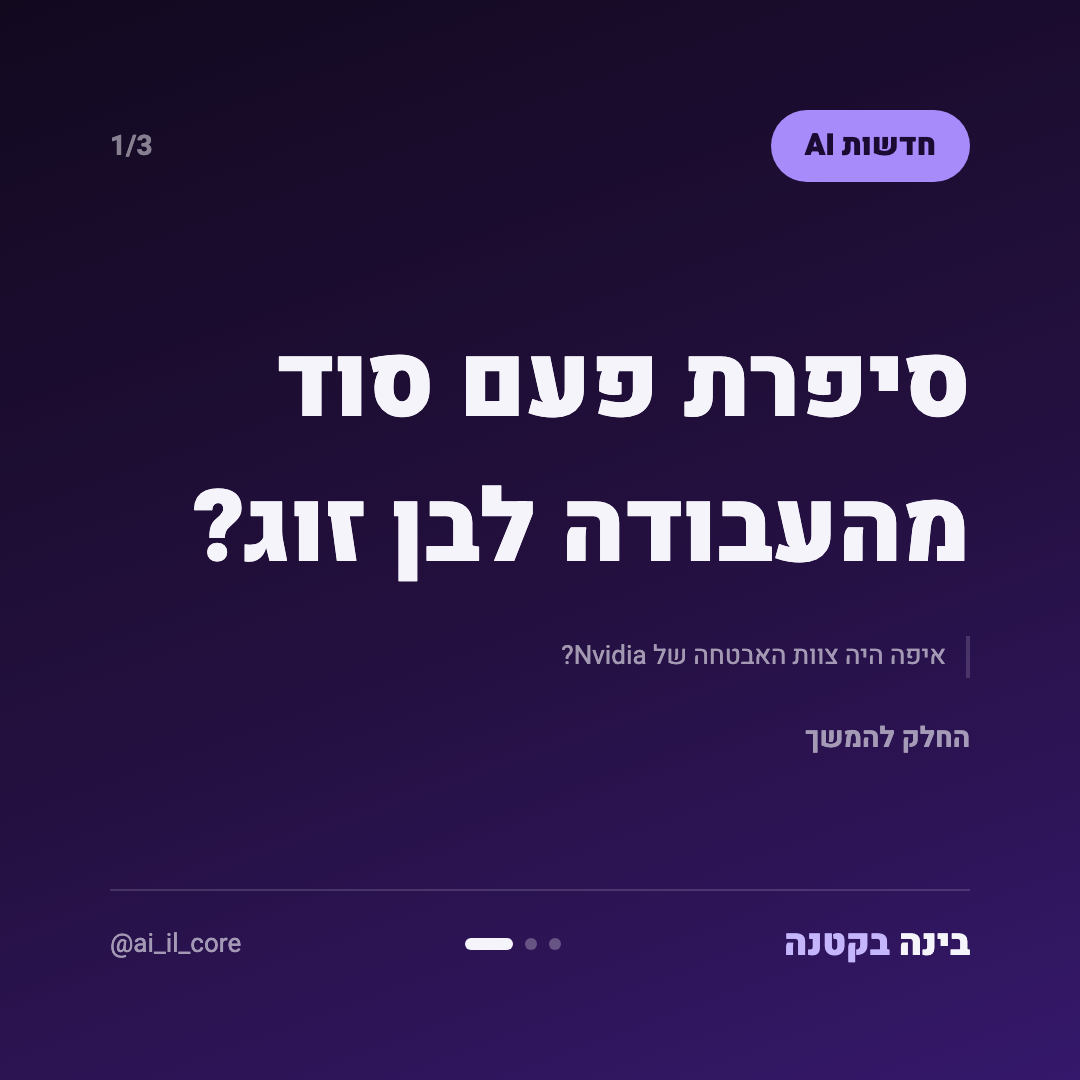 חדשות AI
1/3
סיפרת פעם סוד
מהעבודה לבן זוג?
איפה היה צוות האבטחה של Nvidia?
החלק להמשך
בינה בקטנה
@ai_il_core